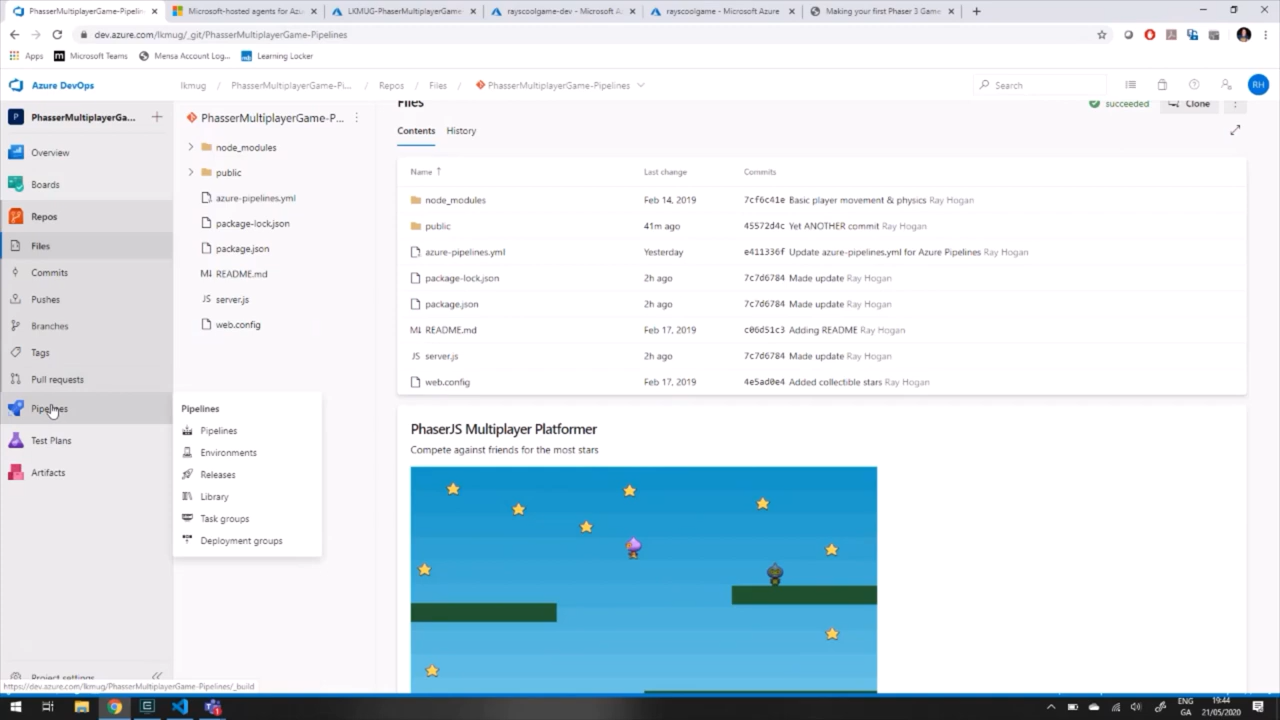 PhasserMultiplayerGame-Pipelin
Microsoft-hosted agents for Azu
LKMUG-PhasserMultiplayerGame
rayscoolgame-dev - Microsoft A
rayscoolgame - Microsoft Azure
Making your first Phaser 3 Game
dev.azure.com/lkmug/_git/PhasserMultiplayerGame-Pipelines
Apps
Microsoft Teams
Mensa Account Log...
Learning Locker
Azure DevOps
lkmug / PhasserMultiplayerGame-Pi... / Repos / Files / PhasserMultiplayerGame-Pipelines
Search
RH
P PhasserMultiplayerGa...
Overview
Boards
Repos
Files
Commits
Pushes
Branches
Tags
Pull requests
Pipelines
Test Plans
Artifacts
Project settings
PhasserMultiplayerGame-P...
node_modules
public
azure-pipelines.yml
package-lock.json
package.json
M↓ README.md
JS server.js
web.config
Pipelines
Pipelines
Environments
Releases
Library
Task groups
Deployment groups
Files
succeeded
Clone
Contents History
Name ↑ Last change Commits
node_modules Feb 14, 2019 7cf6c41e Basic player movement & physics Ray Hogan
public 41m ago 45572d4c Yet ANOTHER commit Ray Hogan
azure-pipelines.yml Yesterday e411336f Update azure-pipelines.yml for Azure Pipelines Ray Hogan
package-lock.json 2h ago 7c7d6784 Made update Ray Hogan
package.json 2h ago 7c7d6784 Made update Ray Hogan
M↓ README.md Feb 17, 2019 c06d51c3 Adding README Ray Hogan
JS server.js 2h ago 7c7d6784 Made update Ray Hogan
web.config Feb 17, 2019 4e5ad0e4 Added collectible stars Ray Hogan
PhaserJS Multiplayer Platformer
Compete against friends for the most stars
https://dev.azure.com/lkmug/PhasserMultiplayerGame-Pipelines/_build
ENG
GA
19:44
21/05/2020